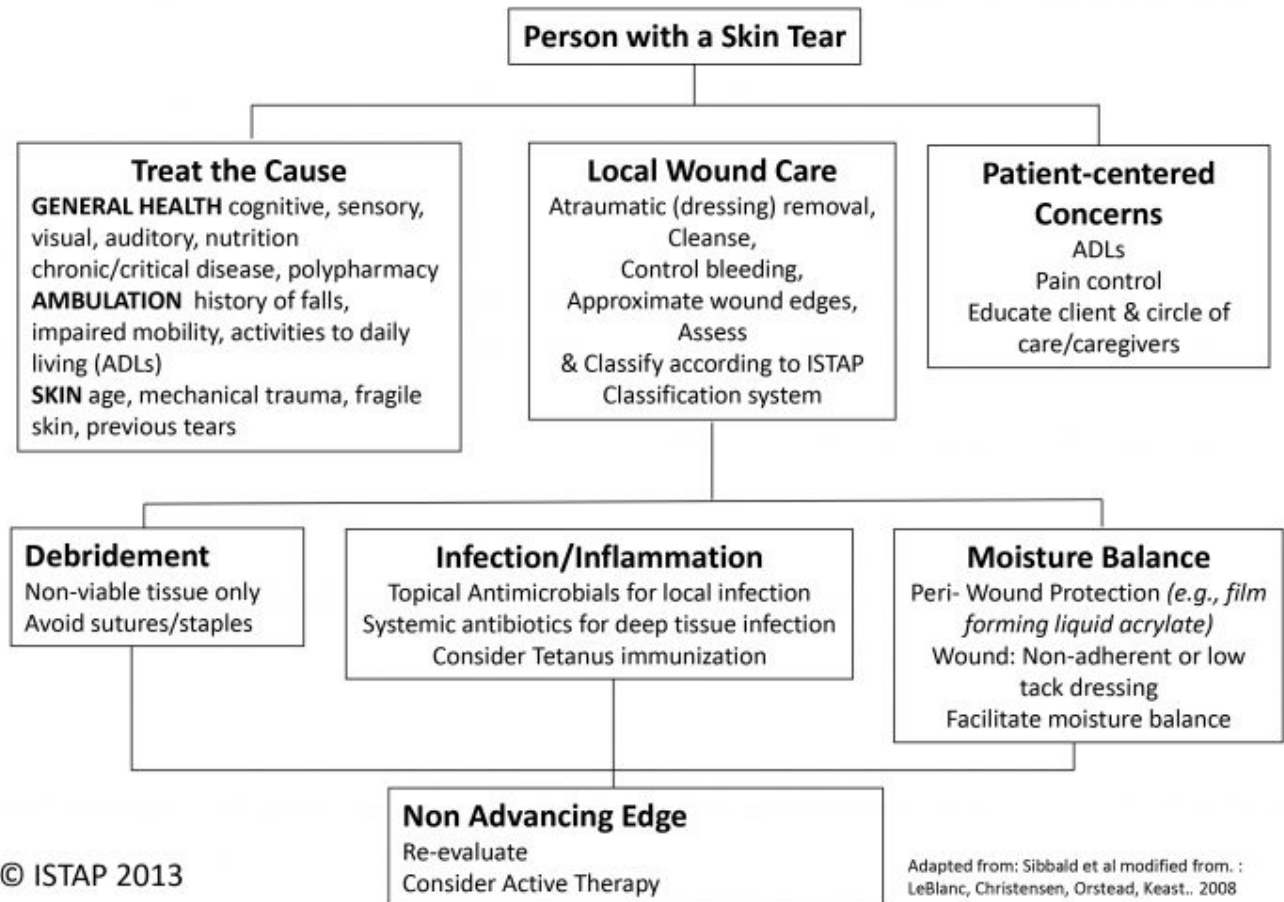 Person with a Skin Tear
Treat the Cause
GENERAL HEALTH cognitive, sensory,
visual, auditory, nutrition
chronic/critical disease, polypharmacy
AMBULATION history of falls,
impaired mobility, activities to daily
living (ADLs)
SKIN age, mechanical trauma, fragile
skin, previous tears
Local Wound Care
Atraumatic (dressing) removal,
Cleanse,
Control bleeding,
Approximate wound edges,
Assess
& Classify according to ISTAP
Classification system
Patient-centered
Concerns
ADLs
Pain control
Educate client & circle of
care/caregivers
Debridement
Non-viable tissue only
Avoid sutures/staples
Infection/Inflammation
Topical Antimicrobials for local infection
Systemic antibiotics for deep tissue infection
Consider Tetanus immunization
Moisture Balance
Peri- Wound Protection (e.g., film
forming liquid acrylate)
Wound: Non-adherent or low
tack dressing
Facilitate moisture balance
Non Advancing Edge
Re-evaluate
Consider Active Therapy
© ISTAP 2013
Adapted from: Sibbald et al modified from. :
LeBlanc, Christensen, Orstead, Keast.. 2008